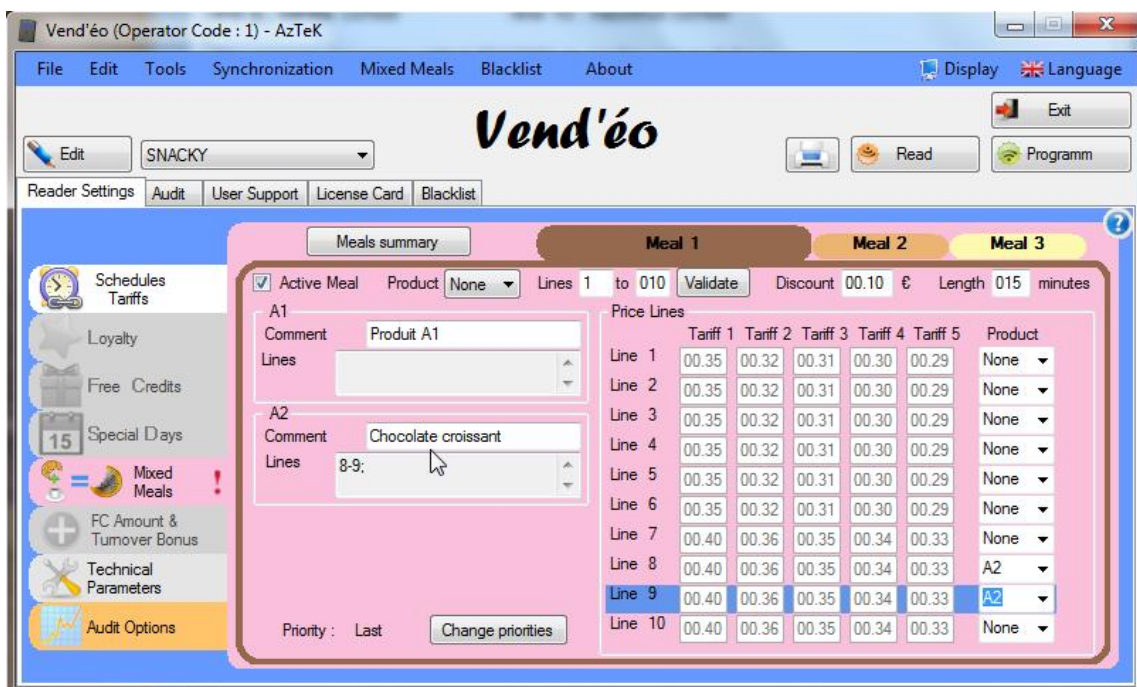 Vend'éo (Operator Code : 1) - AzTeK
File Edit Tools Synchronization Mixed Meals Blacklist About Display Language
Vend'éo
Exit
Edit SNACKY Read Programm
Reader Settings Audit User Support License Card Blacklist
?
Meals summary Meal 1 Meal 2 Meal 3
Schedules
Tariffs
Loyalty
Free Credits
15 Special Days
= Mixed
Meals !
FC Amount &
Turnover Bonus
Technical
Parameters
Audit Options
Active Meal Product None Lines 1 to 010 Validate Discount 00.10 € Length 015 minutes
A1
Comment Produit A1
Lines
A2
Comment Chocolate croissant
Lines 8-9;
Priority : Last Change priorities
Price Lines
Tariff 1 Tariff 2 Tariff 3 Tariff 4 Tariff 5 Product
Line 1 00.35 00.32 00.31 00.30 00.29 None
Line 2 00.35 00.32 00.31 00.30 00.29 None
Line 3 00.35 00.32 00.31 00.30 00.29 None
Line 4 00.35 00.32 00.31 00.30 00.29 None
Line 5 00.35 00.32 00.31 00.30 00.29 None
Line 6 00.35 00.32 00.31 00.30 00.29 None
Line 7 00.40 00.36 00.35 00.34 00.33 None
Line 8 00.40 00.36 00.35 00.34 00.33 A2
Line 9 00.40 00.36 00.35 00.34 00.33 A2
Line 10 00.40 00.36 00.35 00.34 00.33 None